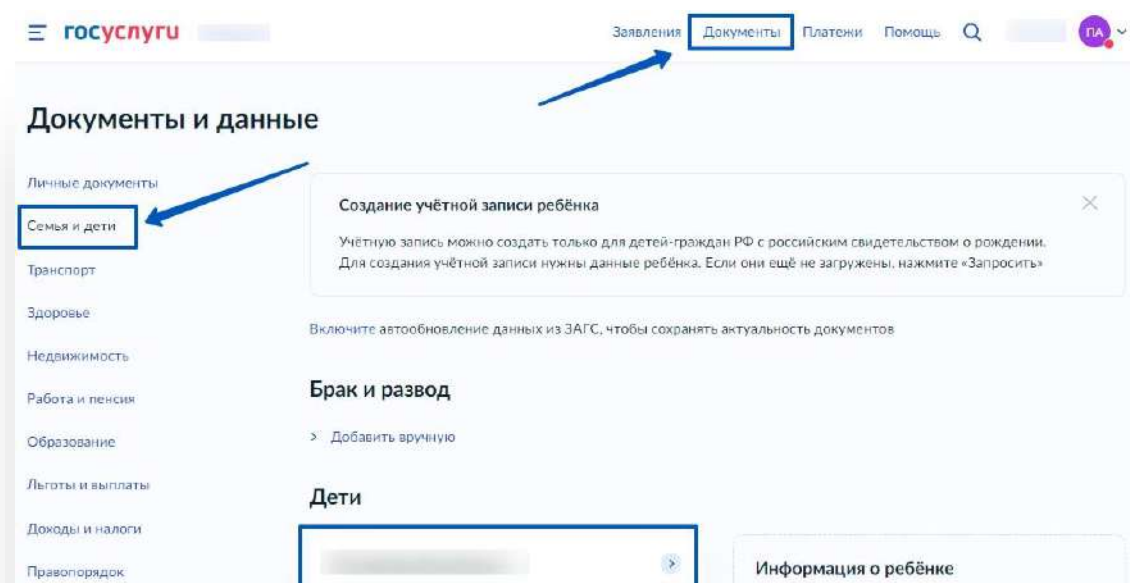 госуслуги
Заявления Документы Платежи Помощь ПА
Документы и данные
Личные документы
Семья и дети
Транспорт
Здоровье
Недвижимость
Работа и пенсия
Образование
Льготы и выплаты
Доходы и налоги
Правопорядок
Создание учётной записи ребёнка
Учётную запись можно создать только для детей-граждан РФ с российским свидетельством о рождении.
Для создания учётной записи нужны данные ребёнка. Если они ещё не загружены, нажмите «Запросить»
Включите автообновление данных из ЗАГС, чтобы сохранять актуальность документов
Брак и развод
Добавить вручную
Дети
Информация о ребёнке